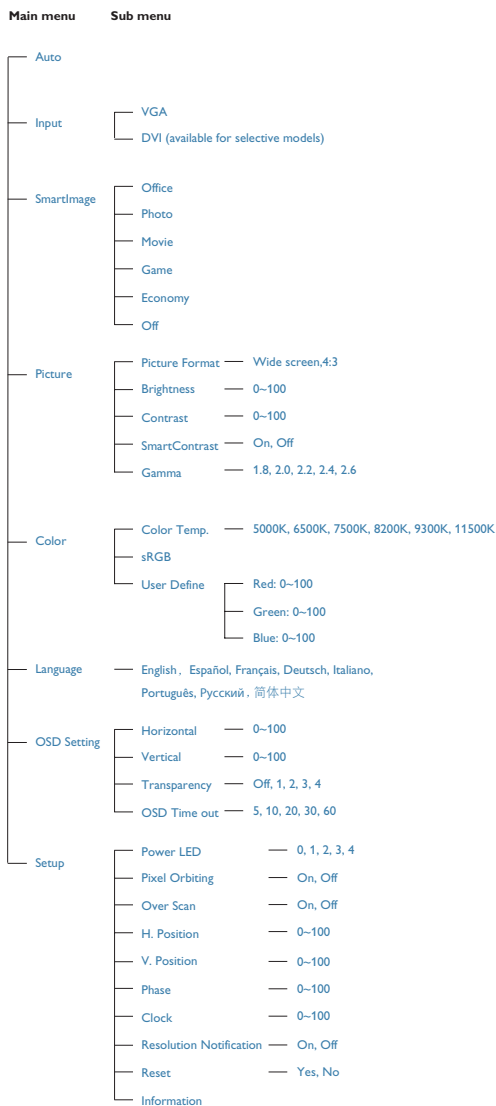 Main menu Sub menu
Auto
Input
VGA
DVI (available for selective models)
SmartImage
Office
Photo
Movie
Game
Economy
Off
Picture
Picture Format Wide screen,4:3
Brightness 0~100
Contrast 0~100
SmartContrast On, Off
Gamma 1.8, 2.0, 2.2, 2.4, 2.6
Color
Color Temp. 5000K, 6500K, 7500K, 8200K, 9300K, 11500K
sRGB
User Define Red: 0~100
Green: 0~100
Blue: 0~100
Language English, Español, Français, Deutsch, Italiano,
Português, Русский, 简体中文
OSD Setting
Horizontal 0~100
Vertical 0~100
Transparency Off, 1, 2, 3, 4
OSD Time out 5, 10, 20, 30, 60
Setup
Power LED 0, 1, 2, 3, 4
Pixel Orbiting On, Off
Over Scan On, Off
H. Position 0~100
V. Position 0~100
Phase 0~100
Clock 0~100
Resolution Notification On, Off
Reset Yes, No
Information